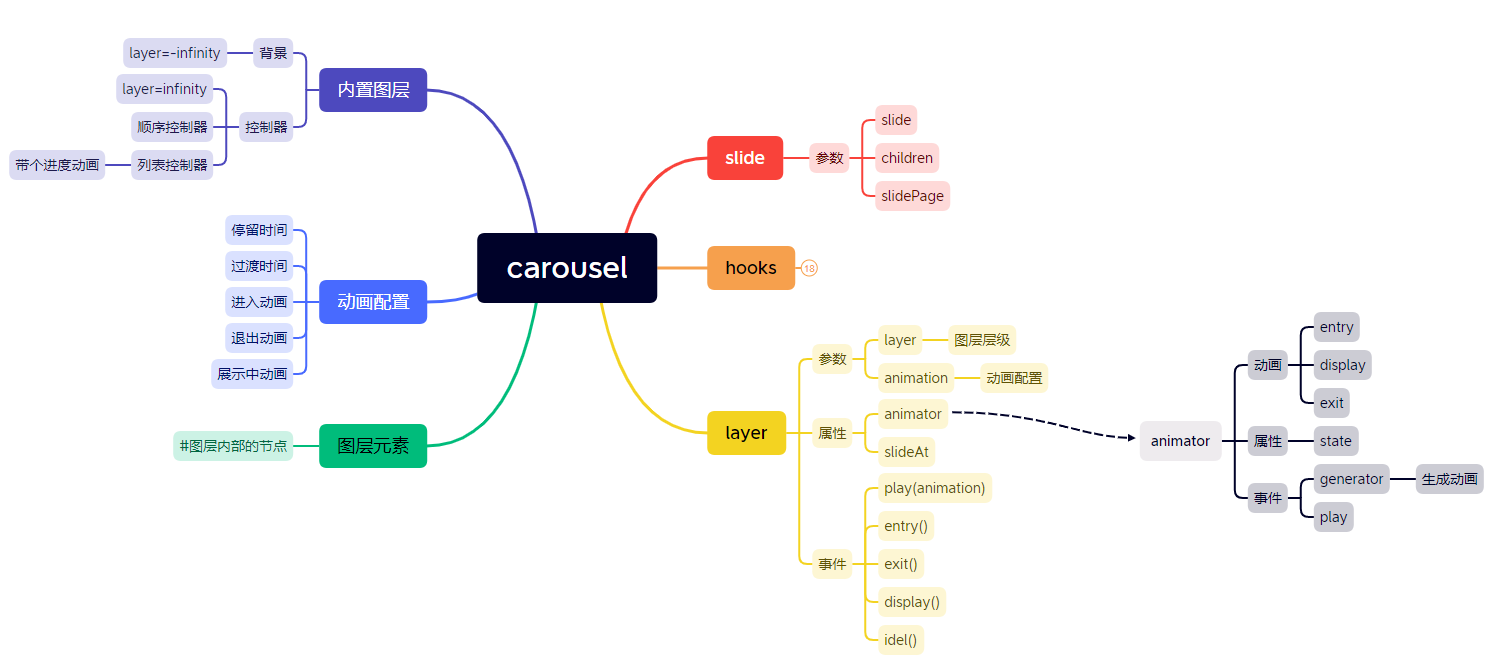 carousel
内置图层
背景
layer=-infinity
控制器
layer=infinity
顺序控制器
列表控制器
带个进度动画
动画配置
停留时间
过渡时间
进入动画
退出动画
展示中动画
图层元素
#图层内部的节点
slide
参数
slide
children
slidePage
hooks
18
layer
参数
layer
图层层级
animation
动画配置
属性
animator
slideAt
事件
play(animation)
entry()
exit()
display()
idel()
animator
动画
entry
display
exit
属性
state
事件
generator
生成动画
play